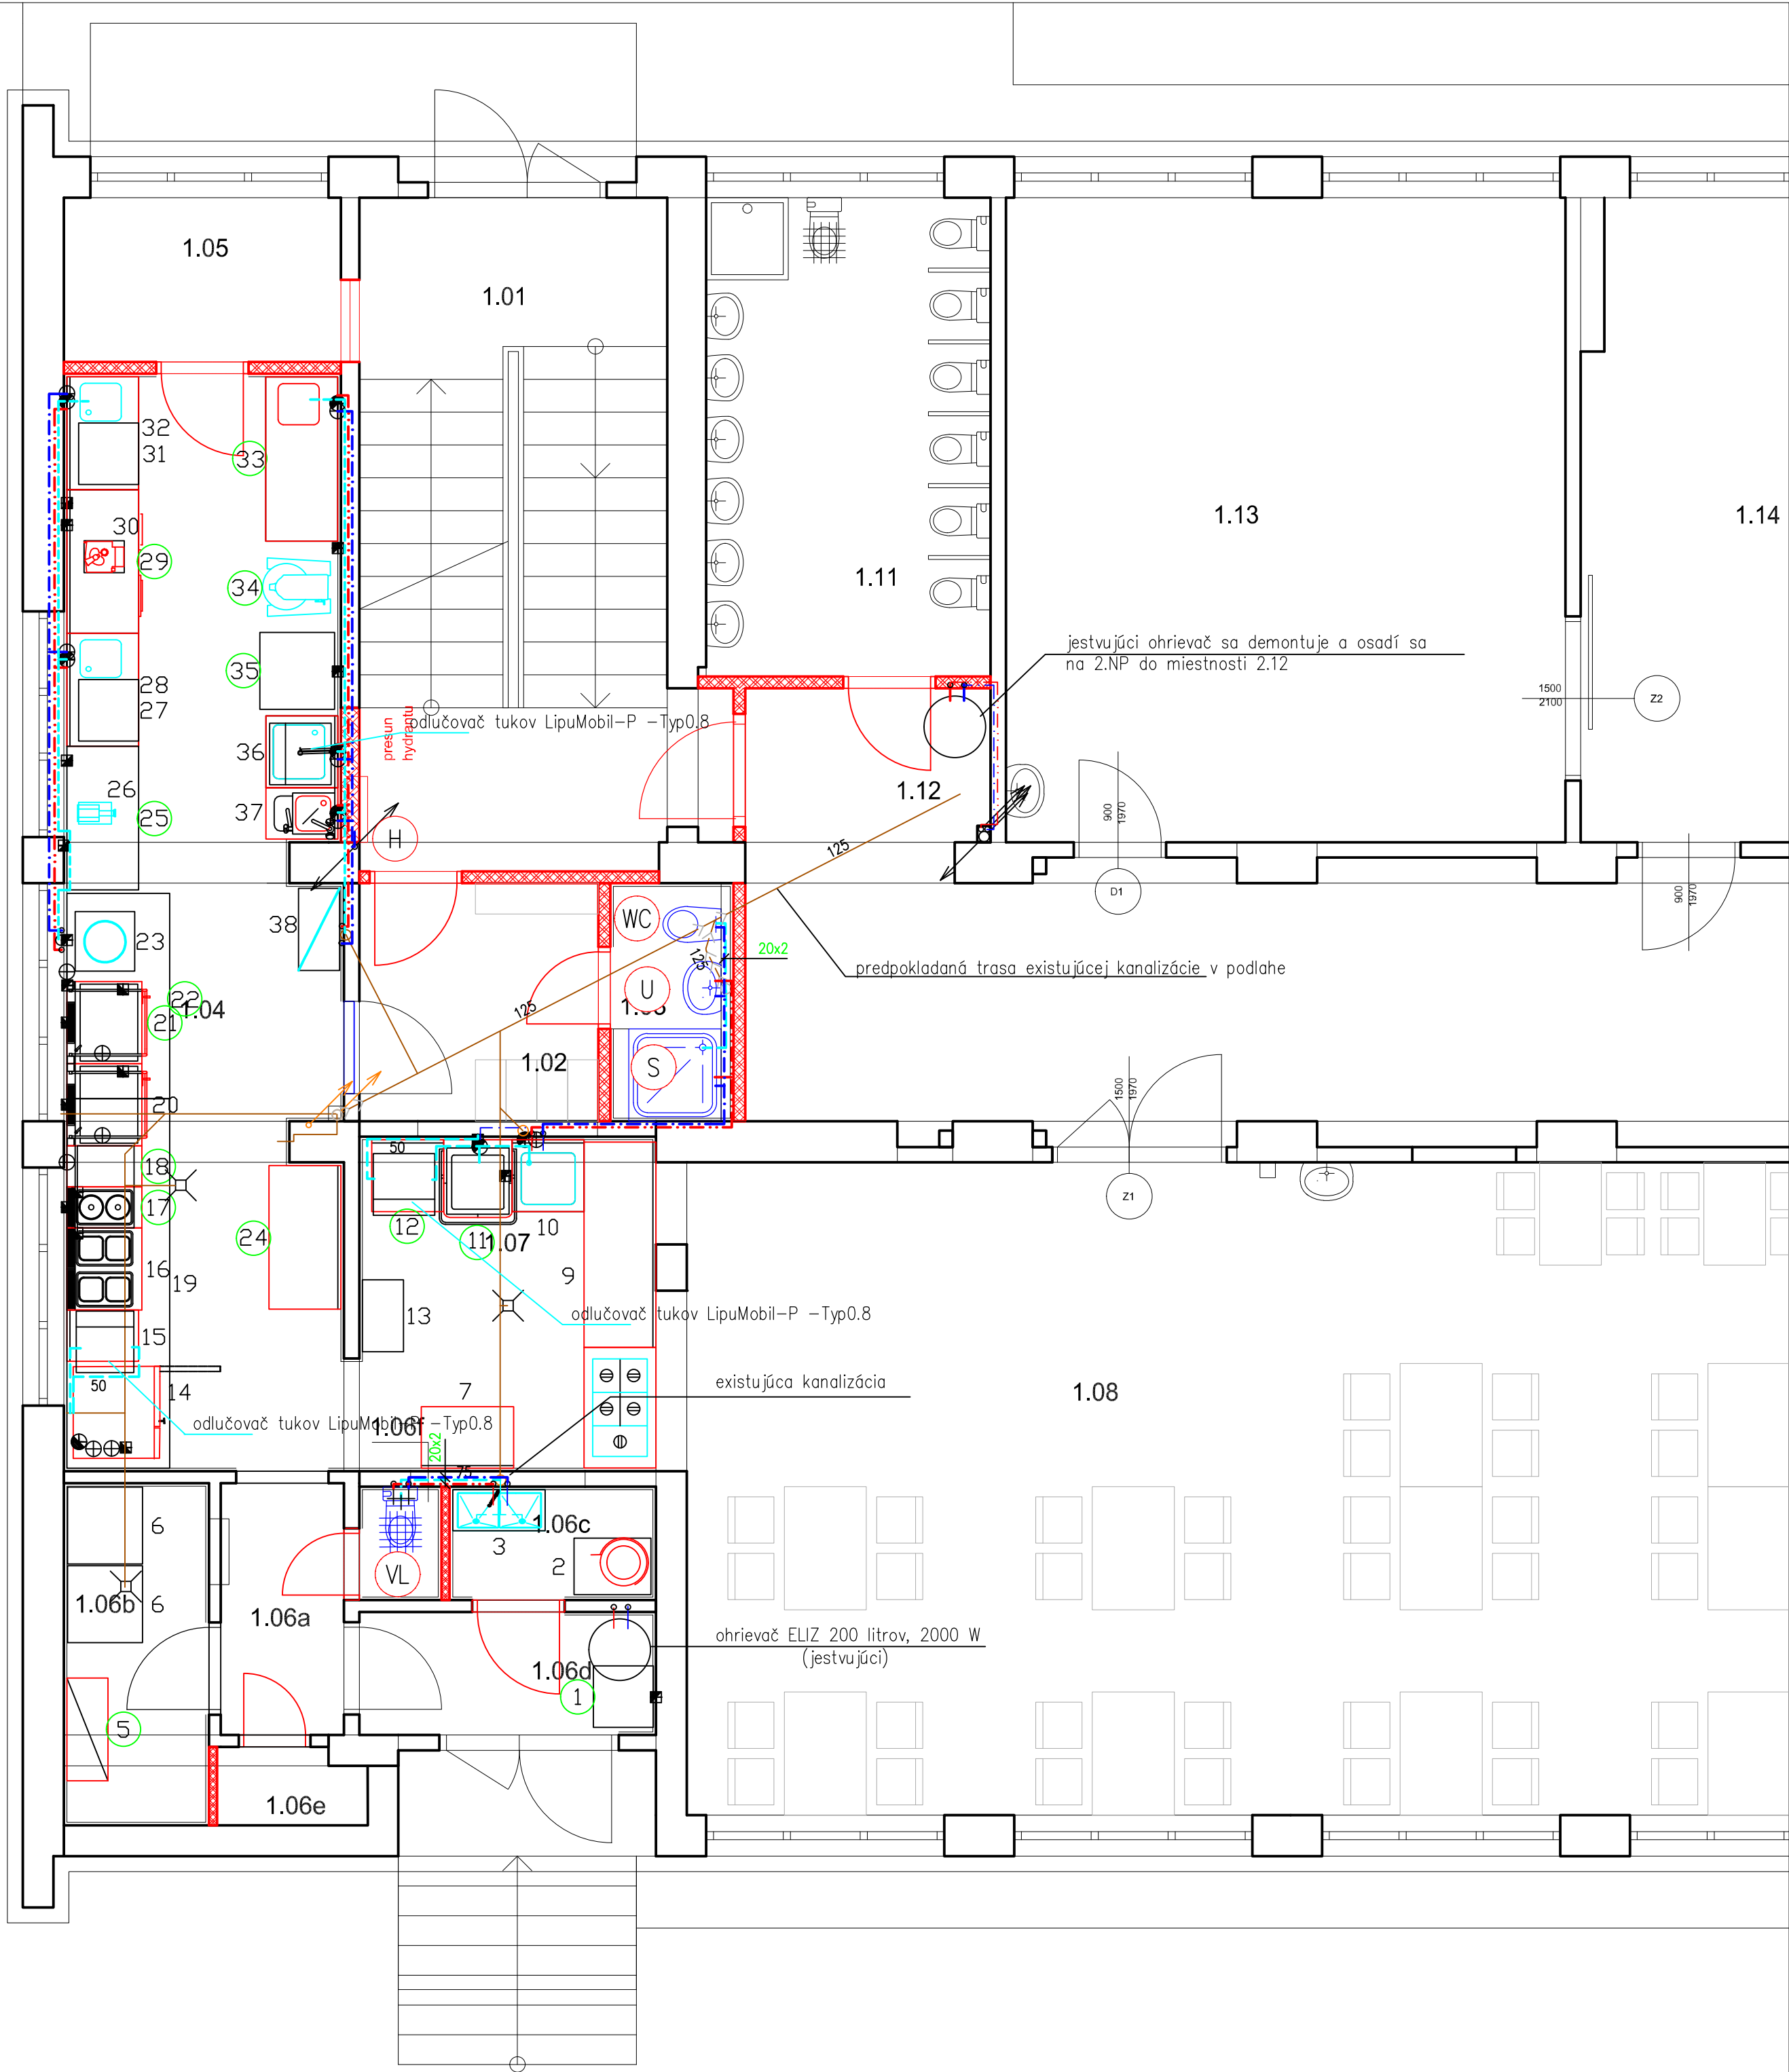 1.05
1.01
32
31
33
30
29
34
1.13
1.14
1.11
35
28
27
jestvujúci ohrievač sa demontuje a osadí sa
na 2.NP do miestnosti 2.12
1500
2100
Z2
odlučovač tukov LipuMobil-P -Typ0.8
presun
hydrantu
36
26
25
37
H
1.12
900
1970
125
D1
900
1970
38
23
WC
20x2
125
predpokladaná trasa existujúcej kanalizácie v podlahe
U
1.03
22
21
1.04
125
1.02
S
20
1500
1970
Z1
50
18
17
12
11
10
1.07
24
16
19
9
13
15
odlučovač tukov LipuMobil-P -Typ0.8
50
14
7
existujúca kanalizácia
1.08
odlučovač tukov LipuMobil-P -Typ0.8
1.06f
20x2
75
6
1.06c
3
2
VL
1.06b
6
1.06a
ohrievač ELIZ 200 litrov, 2000 W
(jestvujúci)
1.06d
1
5
1.06e